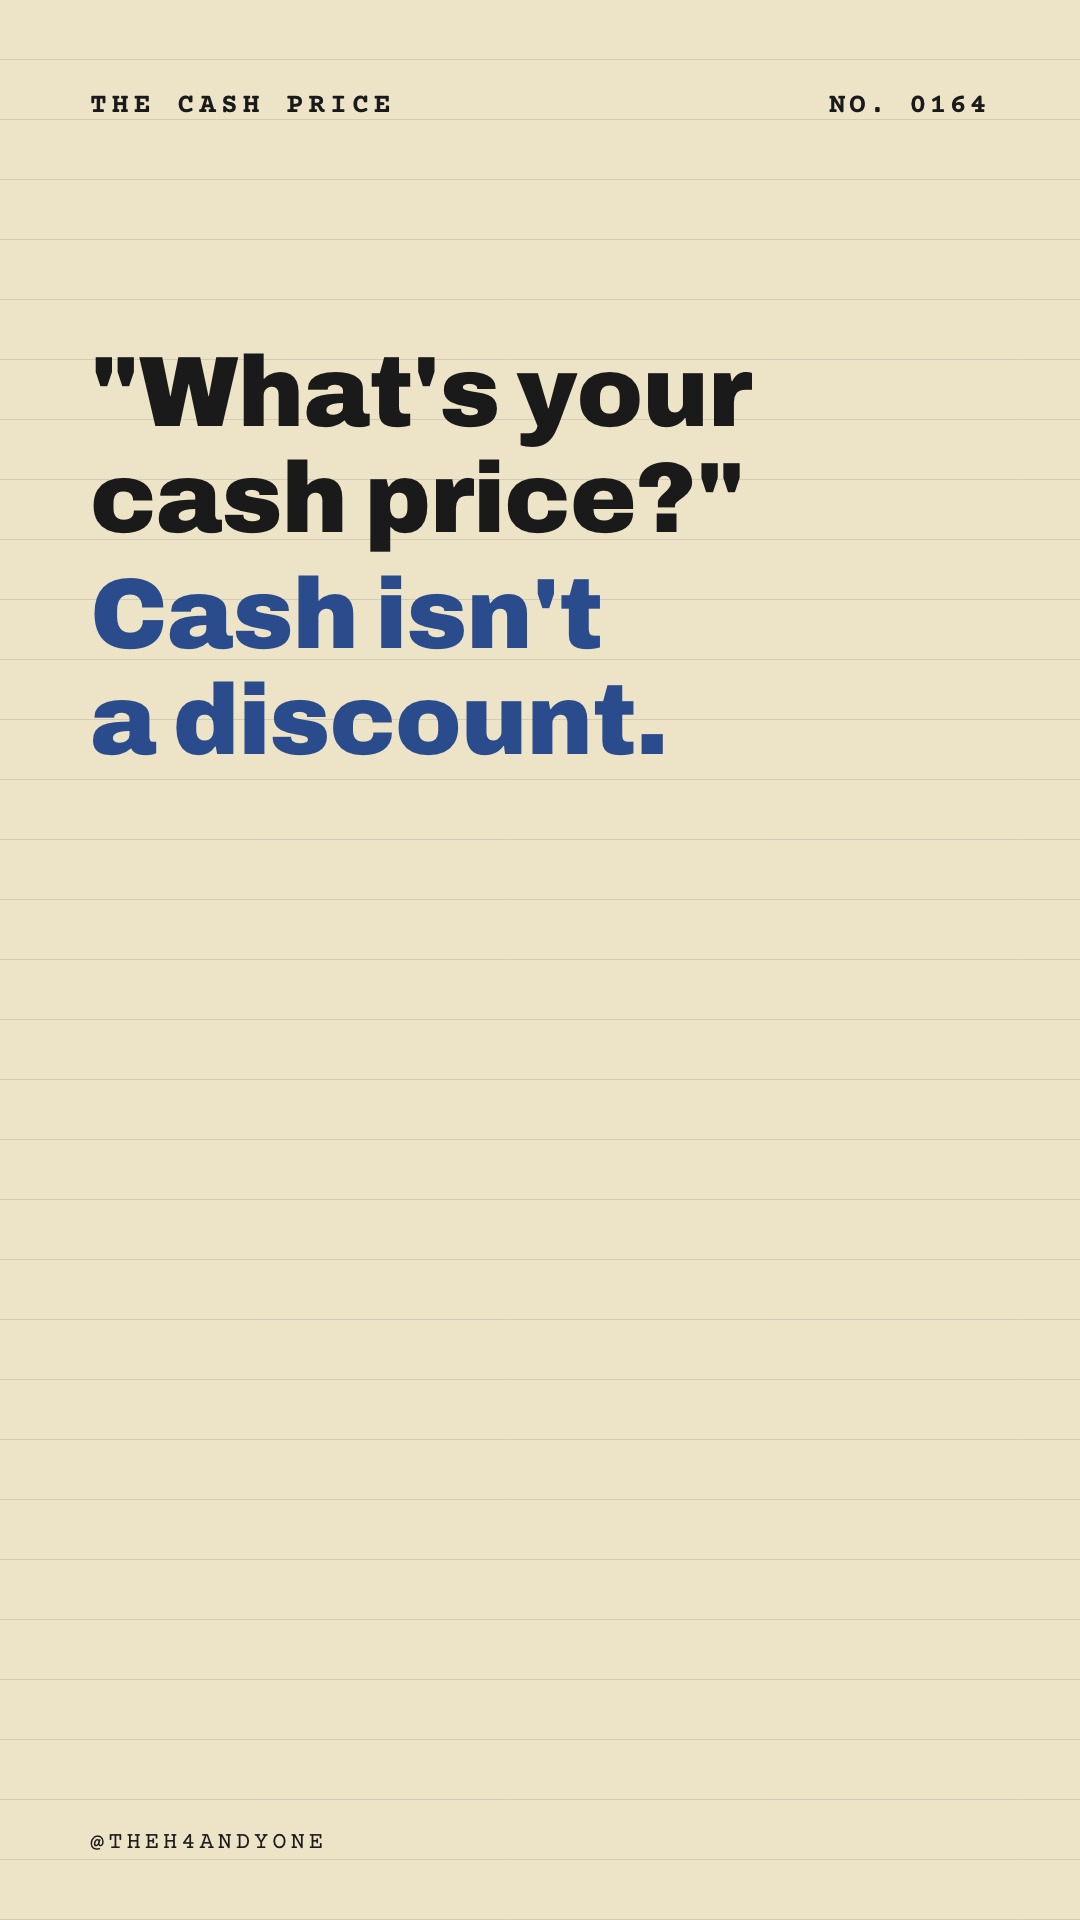 THE CASH PRICE
NO. 0164
"What's your
cash price?"
Cash isn't
a discount.
@THEH4ANDYONE